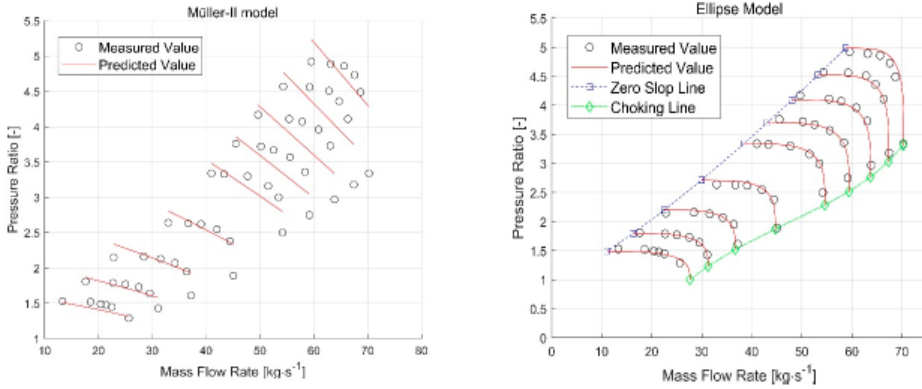 Müller-II model
5.5
5
4.5
4
3.5
3
2.5
2
1.5
1
Pressure Ratio [-]
Measured Value
Predicted Value
10 20 30 40 50 60 70 80
Mass Flow Rate [kg·s⁻¹]
Ellipse Model
5.5
5
4.5
4
3.5
3
2.5
2
1.5
1
0.5
0
Pressure Ratio [-]
Measured Value
Predicted Value
Zero Slop Line
Choking Line
0 10 20 30 40 50 60 70
Mass Flow Rate [kg·s⁻¹]